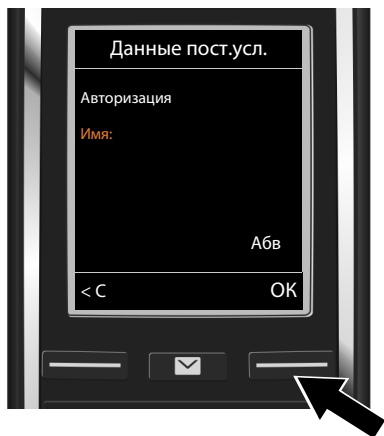 Данные пост.усл.
Авторизация
Имя:
Абв
< C
OK